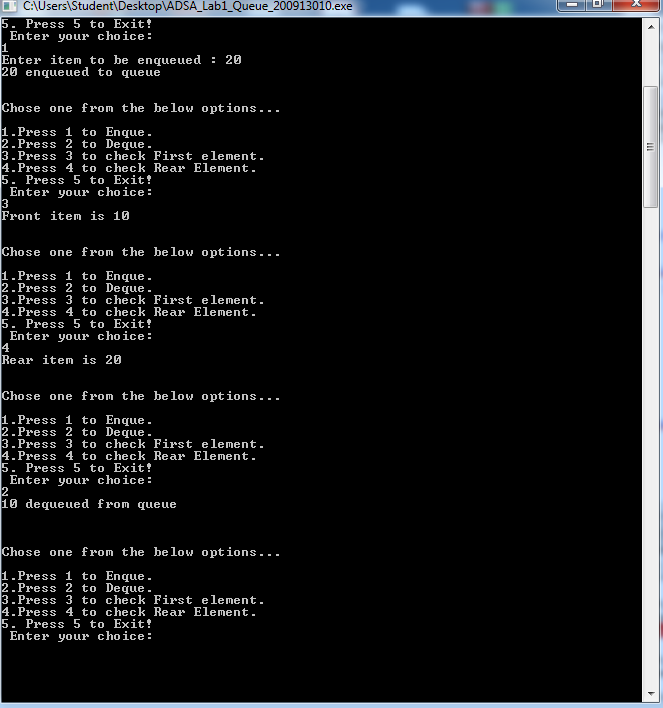 C:\Users\Student\Desktop\ADSA_Lab1_Queue_200913010.exe
5. Press 5 to Exit!
Enter your choice:
1
Enter item to be enqueued : 20
20 enqueued to queue
Chose one from the below options...
1.Press 1 to Enque.
2.Press 2 to Deque.
3.Press 3 to check First element.
4.Press 4 to check Rear Element.
5. Press 5 to Exit!
Enter your choice:
3
Front item is 10
Chose one from the below options...
1.Press 1 to Enque.
2.Press 2 to Deque.
3.Press 3 to check First element.
4.Press 4 to check Rear Element.
5. Press 5 to Exit!
Enter your choice:
4
Rear item is 20
Chose one from the below options...
1.Press 1 to Enque.
2.Press 2 to Deque.
3.Press 3 to check First element.
4.Press 4 to check Rear Element.
5. Press 5 to Exit!
Enter your choice:
2
10 dequeued from queue
Chose one from the below options...
1.Press 1 to Enque.
2.Press 2 to Deque.
3.Press 3 to check First element.
4.Press 4 to check Rear Element.
5. Press 5 to Exit!
Enter your choice: